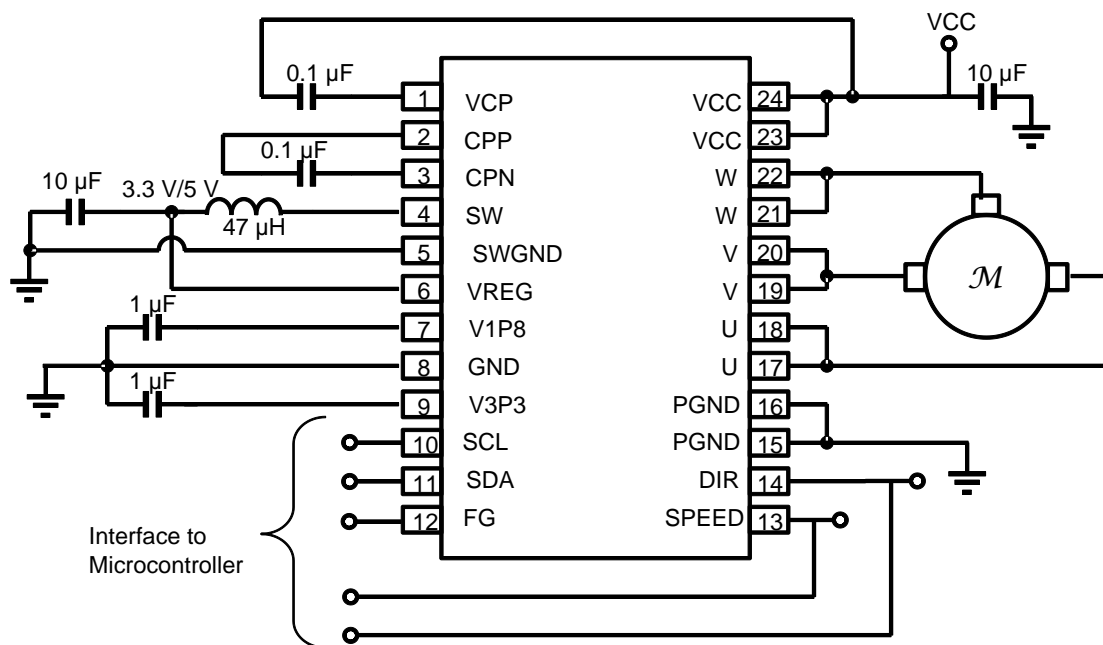 VCC
0.1 µF
10 µF
1 VCP
VCC 24
2 CPP
VCC 23
0.1 µF
3 CPN
W 22
10 µF
3.3 V/5 V
47 µH
4 SW
W 21
5 SWGND
V 20
M
6 VREG
V 19
1 µF
7 V1P8
U 18
8 GND
U 17
1 µF
9 V3P3
PGND 16
10 SCL
PGND 15
11 SDA
DIR 14
12 FG
SPEED 13
Interface to
Microcontroller